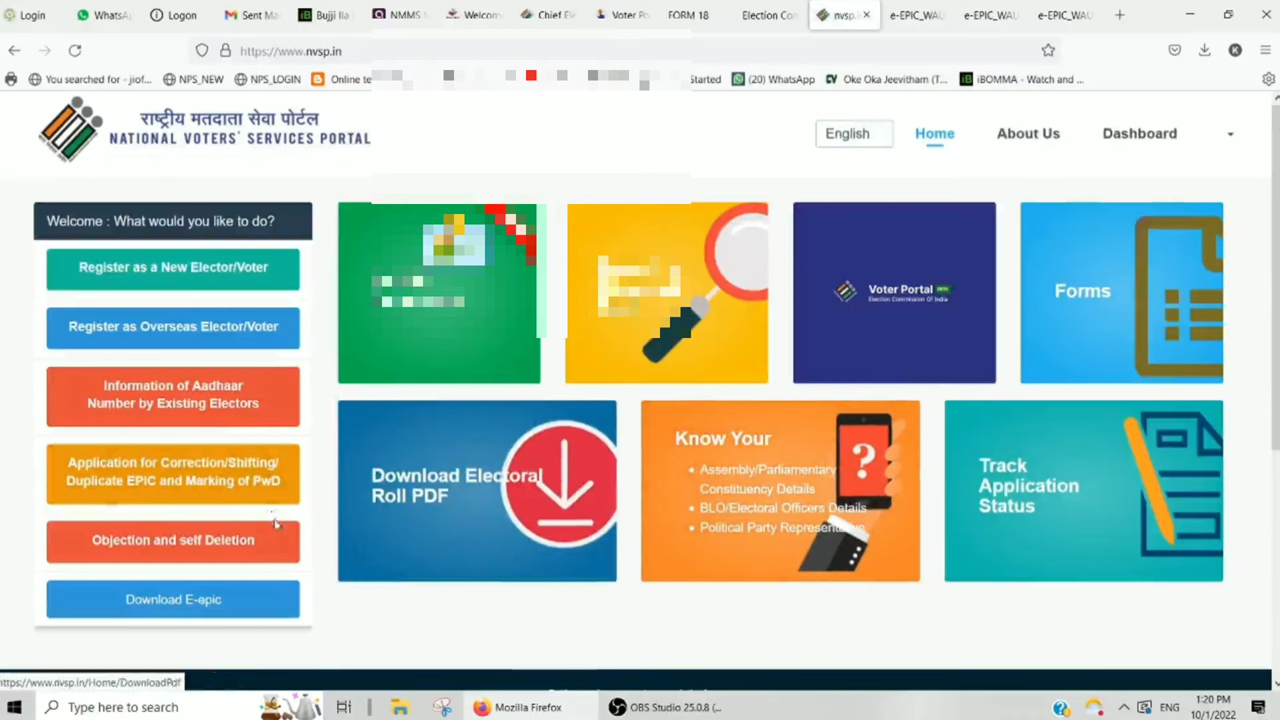 Login
WhatsA
Logon
Sent Ma
Bujji Ila
NMMS
Welcom
Chief Ele
Voter Po
FORM 18
Election Con
nvsp.
e-EPIC_WAU
e-EPIC_WAU
e-EPIC_WAU
https://www.nvsp.in
You searched for - jiof...
NPS_NEW
NPS_LOGIN
Online te
Started
(20) WhatsApp
Oke Oka Jeevitham (T...
iBOMMA - Watch and ...
राष्ट्रीय मतदाता सेवा पोर्टल
NATIONAL VOTERS' SERVICES PORTAL
English
Home
About Us
Dashboard
Welcome : What would you like to do?
Register as a New Elector/Voter
Register as Overseas Elector/Voter
Information of Aadhaar
Number by Existing Electors
Application for Correction/Shifting/
Duplicate EPIC and Marking of PwD
Objection and self Deletion
Download E-epic
Voter Portal
Election Commission Of India
Forms
Download Electoral
Roll PDF
Know Your
Assembly/Parliamentary
Constituency Details
BLO/Electoral Officers Details
Political Party Representative
Track
Application
Status
https://www.nvsp.in/Home/DownloadPdf
Type here to search
Mozilla Firefox
OBS Studio 25.0.8 (...
ENG
1:20 PM
10/1/2022